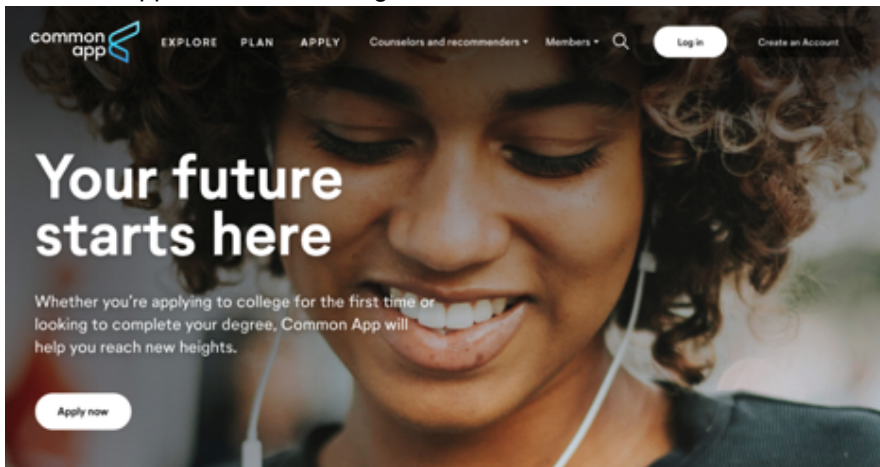 common
app
EXPLORE PLAN APPLY Counselors and recommenders Members Log in Create an Account
Your future
starts here
Whether you're applying to college for the first time or
looking to complete your degree, Common App will
help you reach new heights.
Apply now